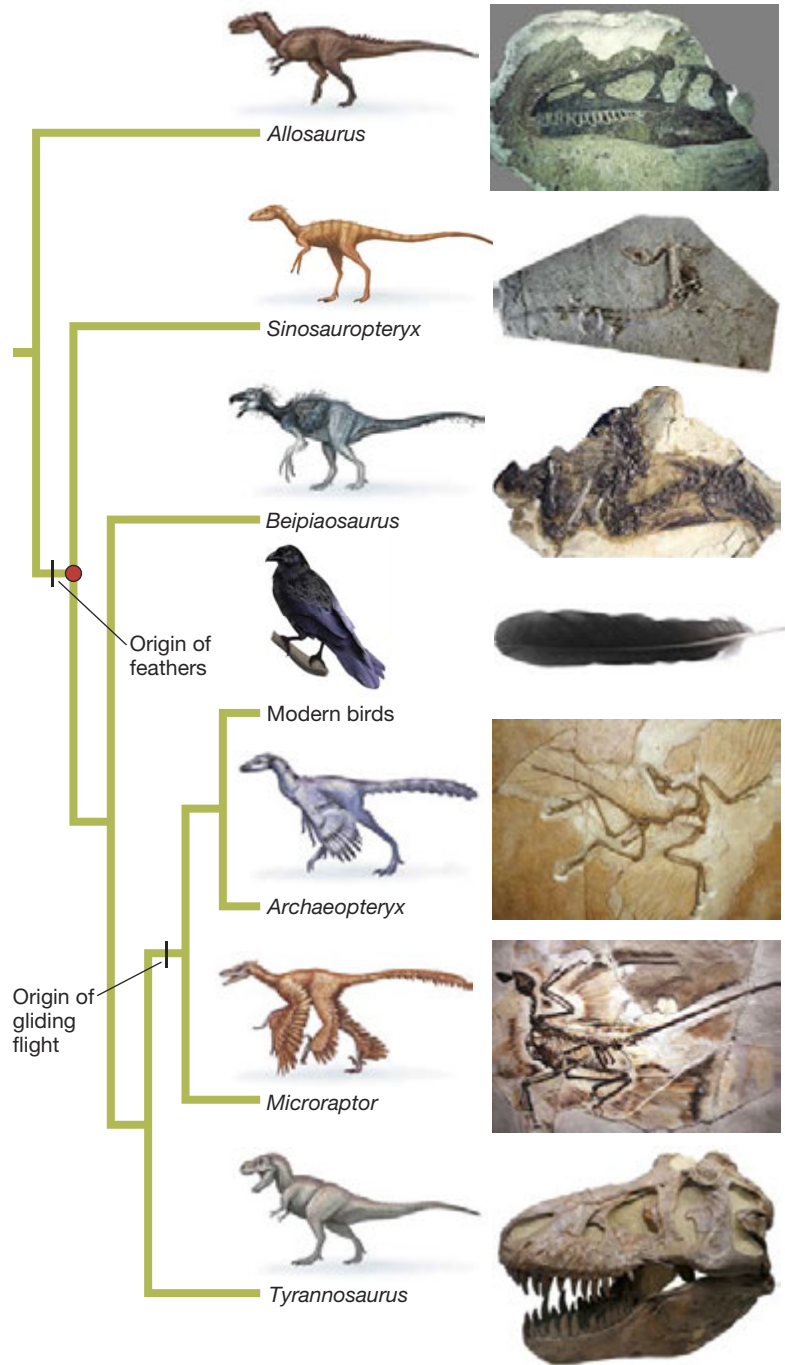 Allosaurus
Sinosauropteryx
Beipiaosaurus
Origin of
feathers
Modern birds
Archaeopteryx
Origin of
gliding
flight
Microraptor
Tyrannosaurus